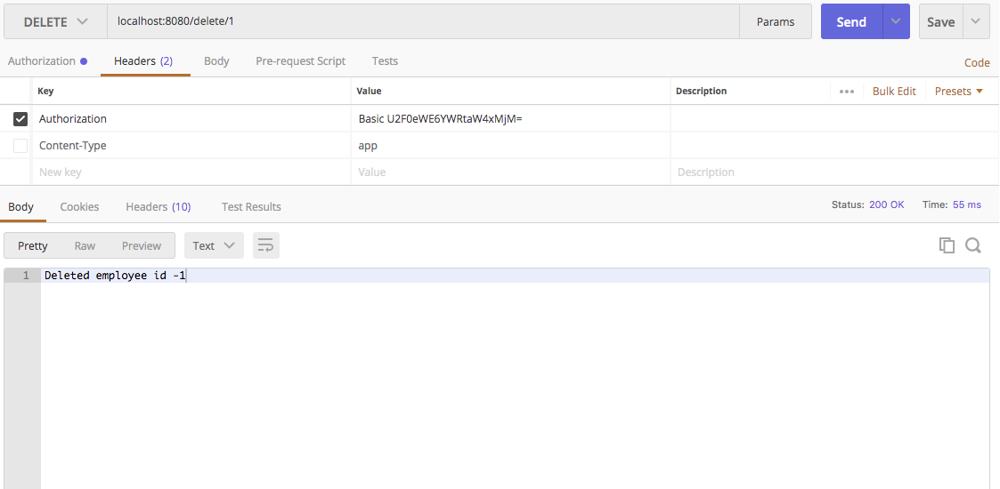 DELETE localhost:8080/delete/1 Params Send Save
Authorization Headers (2) Body Pre-request Script Tests Code
Key Value Description ••• Bulk Edit Presets
Authorization Basic U2F0eWE6YWRtaW4xMjM=
Content-Type app
New key Value Description
Body Cookies Headers (10) Test Results Status: 200 OK Time: 55 ms
Pretty Raw Preview Text
1 Deleted employee id -1